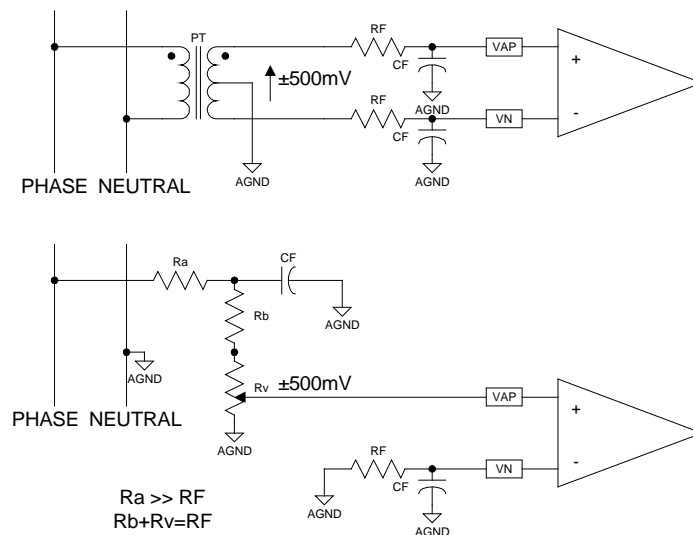 PT
RF
VAP
+
±500mV
CF
AGND
RF
CF
VN
-
AGND
AGND
PHASE NEUTRAL
Ra
CF
Rb
AGND
AGND
Rv
±500mV
VAP
+
PHASE NEUTRAL
AGND
RF
CF
VN
-
AGND
AGND
Ra >> RF
Rb+Rv=RF